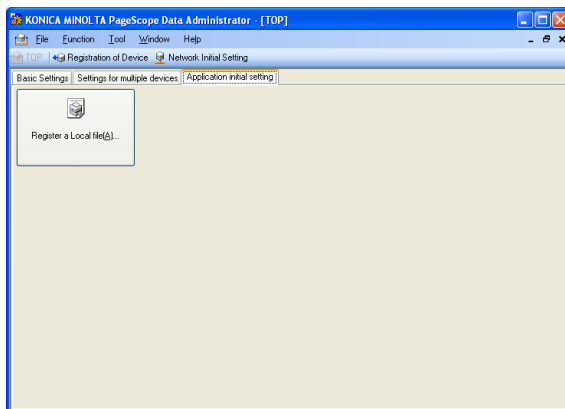 KONICA MINOLTA PageScope Data Administrator - [TOP]
File Function Tool Window Help
TOP Registration of Device Network Initial Setting
Basic Settings Settings for multiple devices Application initial setting
Register a Local file(A)...